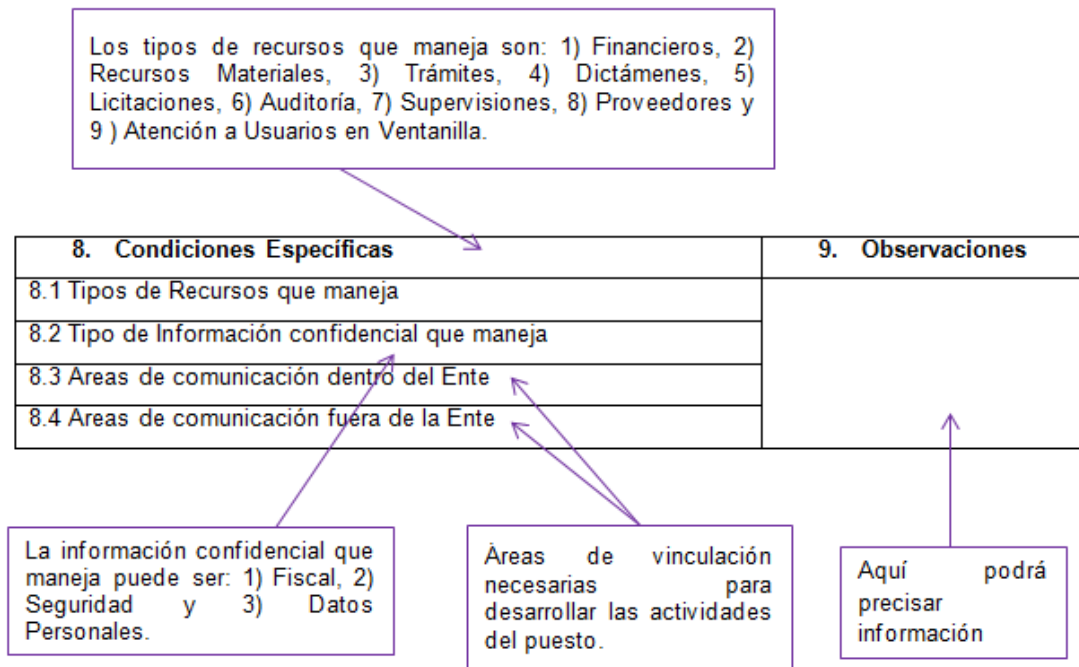 Los tipos de recursos que maneja son: 1) Financieros, 2)
Recursos Materiales, 3) Trámites, 4) Dictámenes, 5)
Licitaciones, 6) Auditoría, 7) Supervisiones, 8) Proveedores y
9 ) Atención a Usuarios en Ventanilla.
8. Condiciones Específicas
9. Observaciones
8.1 Tipos de Recursos que maneja
8.2 Tipo de Información confidencial que maneja
8.3 Areas de comunicación dentro del Ente
8.4 Areas de comunicación fuera de la Ente
La información confidencial que
maneja puede ser: 1) Fiscal, 2)
Seguridad y 3) Datos
Personales.
Áreas de vinculación
necesarias para
desarrollar las actividades
del puesto.
Aquí podrá
precisar
información